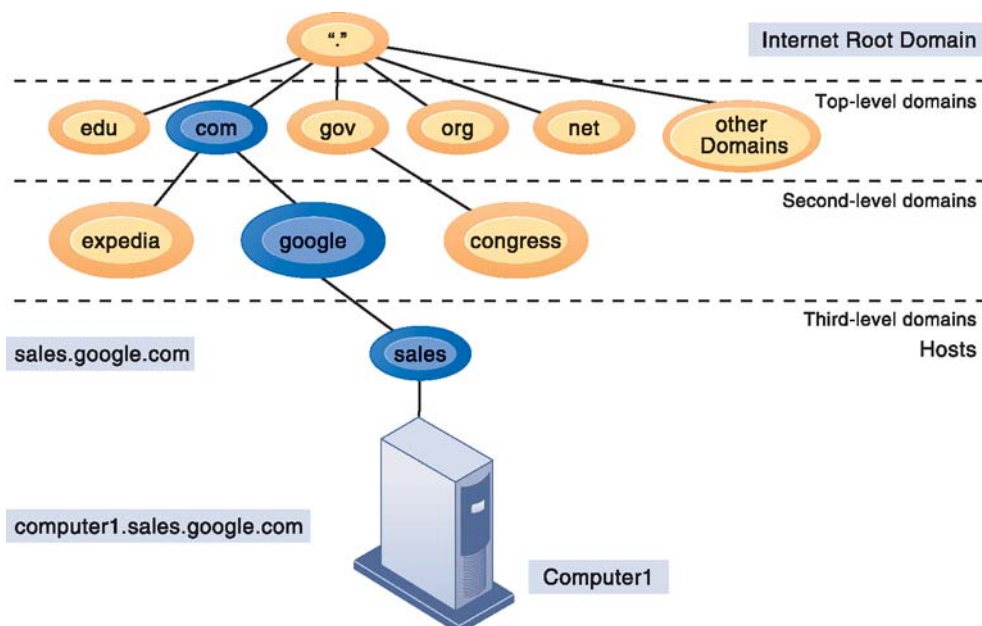 “.”
Internet Root Domain
Top-level domains
edu
com
gov
org
net
other
Domains
Second-level domains
expedia
google
congress
Third-level domains
sales.google.com
sales
Hosts
computer1.sales.google.com
Computer1